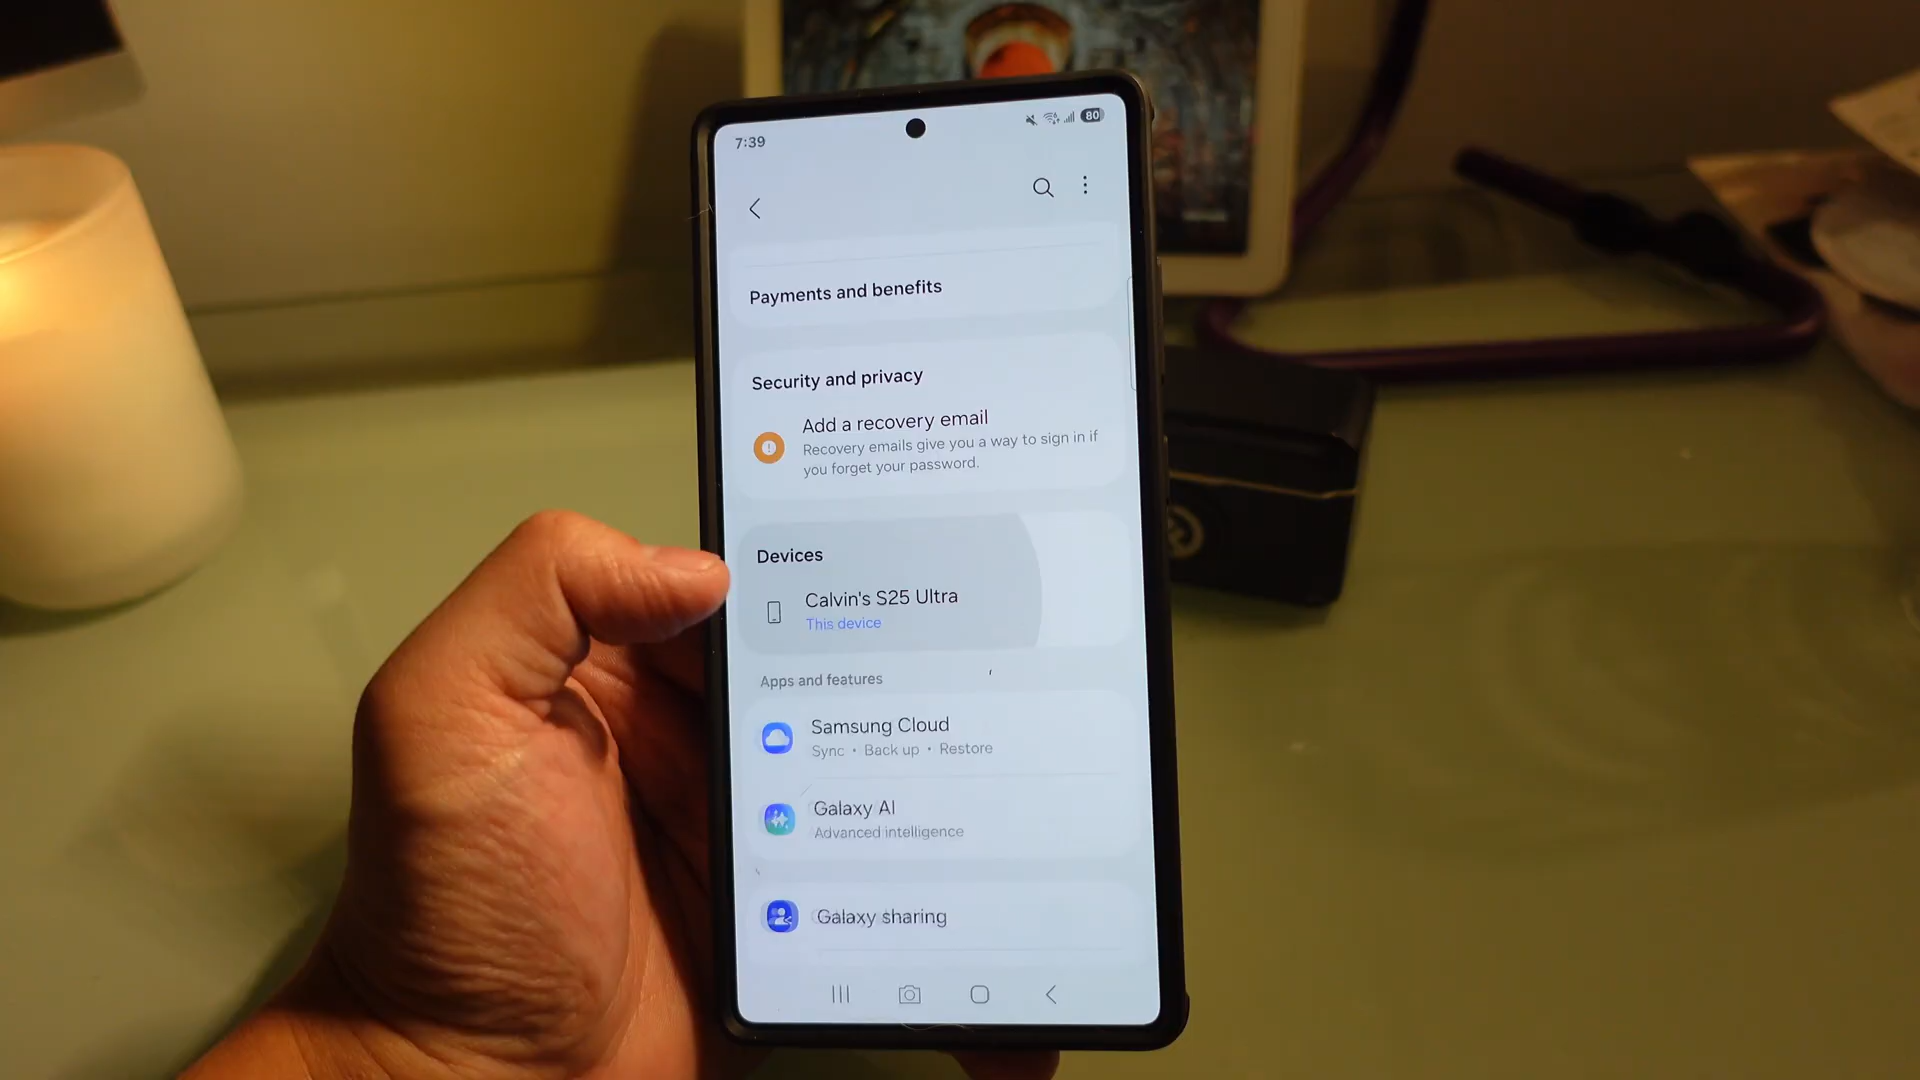 7:39
80
Payments and benefits
Security and privacy
Add a recovery email
Recovery emails give you a way to sign in if
you forget your password.
Devices
Calvin's S25 Ultra
This device
Apps and features
Samsung Cloud
Sync • Back up • Restore
Galaxy AI
Advanced intelligence
Galaxy sharing